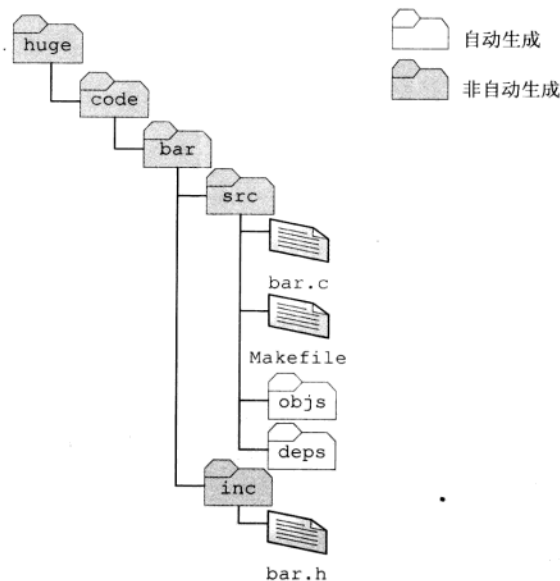 huge
自动生成
非自动生成
code
bar
src
bar.c
Makefile
objs
deps
inc
bar.h